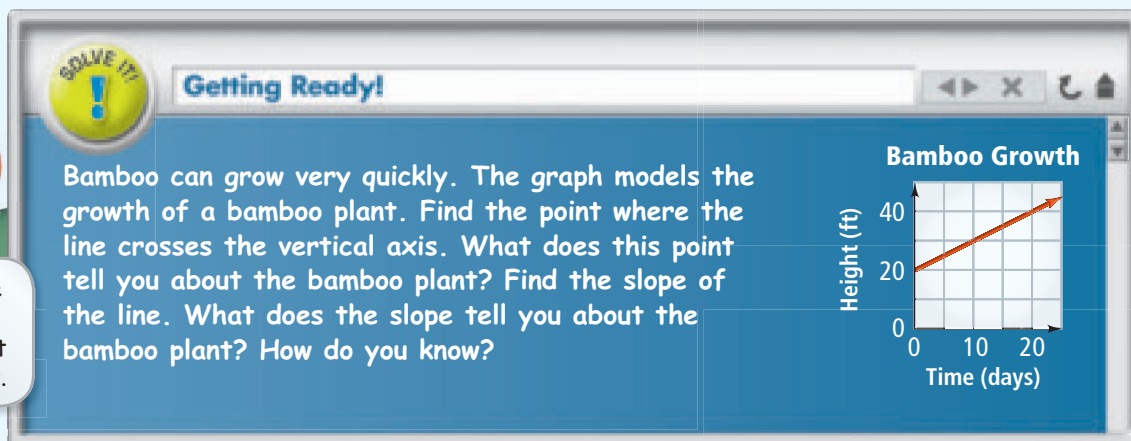 SOLVE IT!
Getting Ready!
Bamboo can grow very quickly. The graph models the
growth of a bamboo plant. Find the point where the
line crosses the vertical axis. What does this point
tell you about the bamboo plant? Find the slope of
the line. What does the slope tell you about the
bamboo plant? How do you know?
Bamboo Growth
Height (ft)
40
20
0
0 10 20
Time (days)